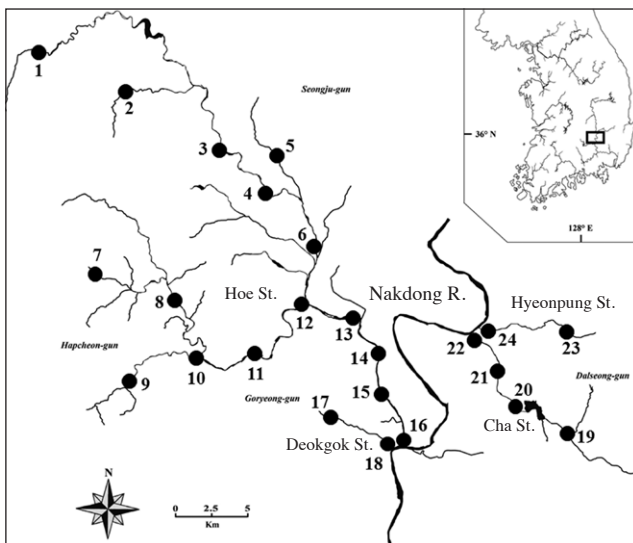 1
2
Seongju-gun
3
5
4
6
36° N
128° E
7
8
Hoe St.
Nakdong R.
Hyeonpung St.
12
13
24
23
22
Hapcheon-gun
10
11
14
21
Dalseong-gun
9
15
20
Goryeong-gun
17
Cha St.
16
19
Deokgok St.
18
N
0 2.5 5
Km